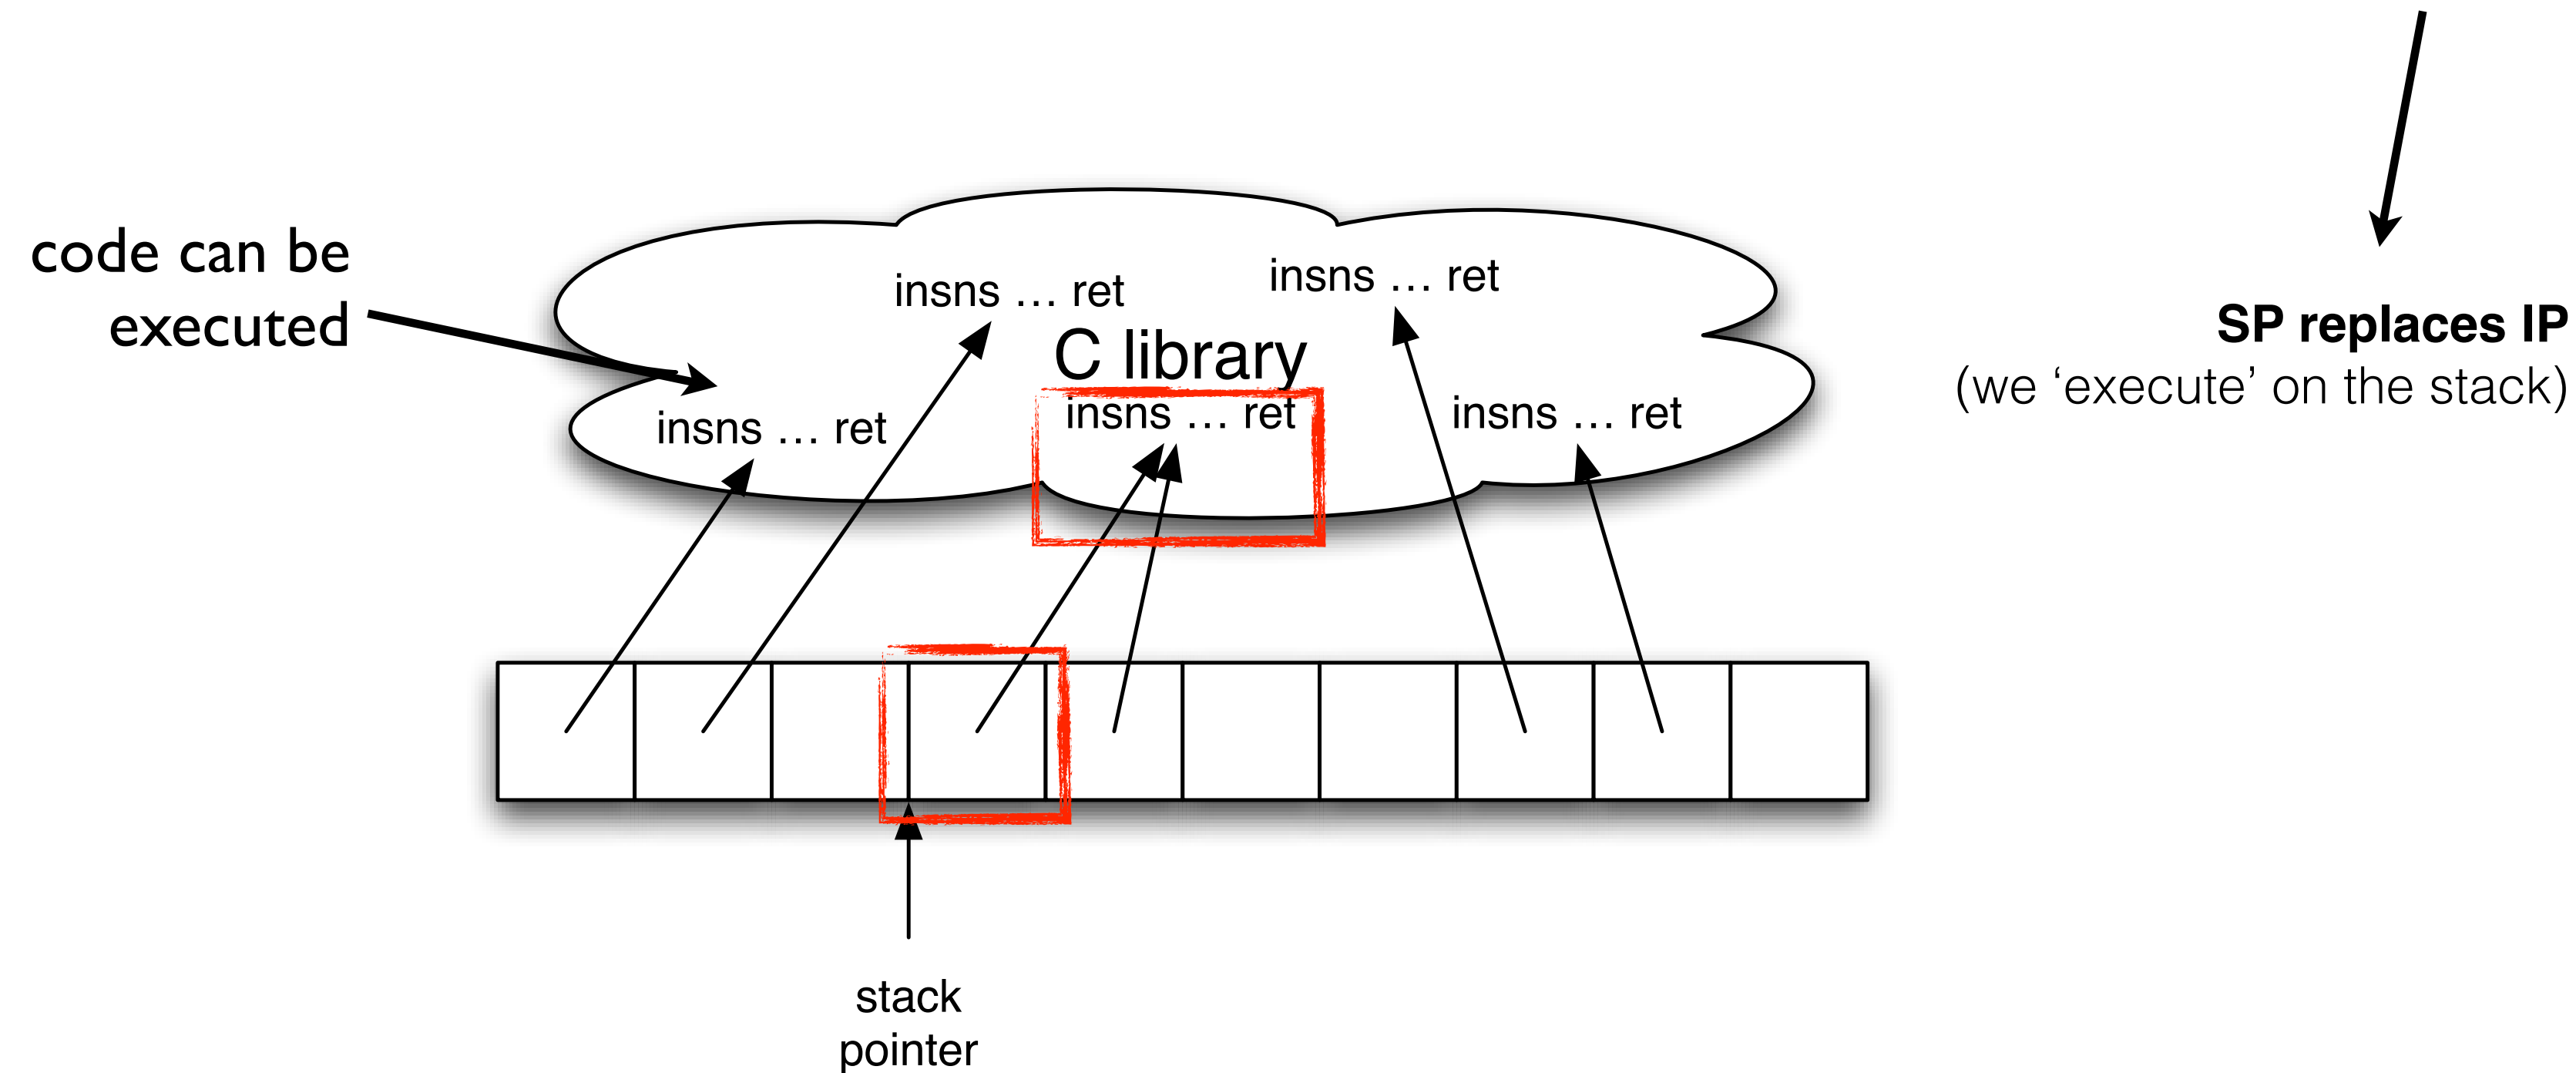 code can be
executed
insns … ret
insns … ret
C library
insns … ret
insns … ret
insns … ret
SP replaces IP
(we ‘execute’ on the stack)
stack
pointer